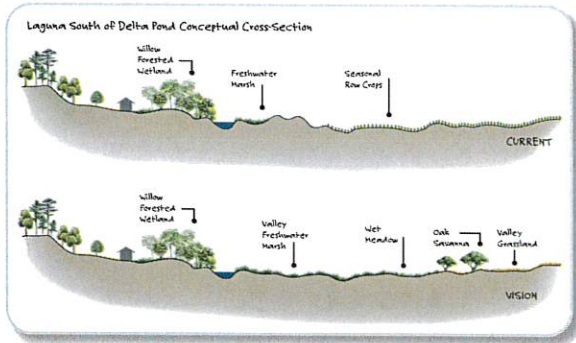 Laguna South of Delta Pond Conceptual Cross-Section
Willow
Forested
Wetland
Freshwater
Marsh
Seasonal
Row Crops
CURRENT
Willow
Forested
Wetland
Valley
Freshwater
Marsh
Wet
Meadow
Oak
Savanna
Valley
Grassland
VISION